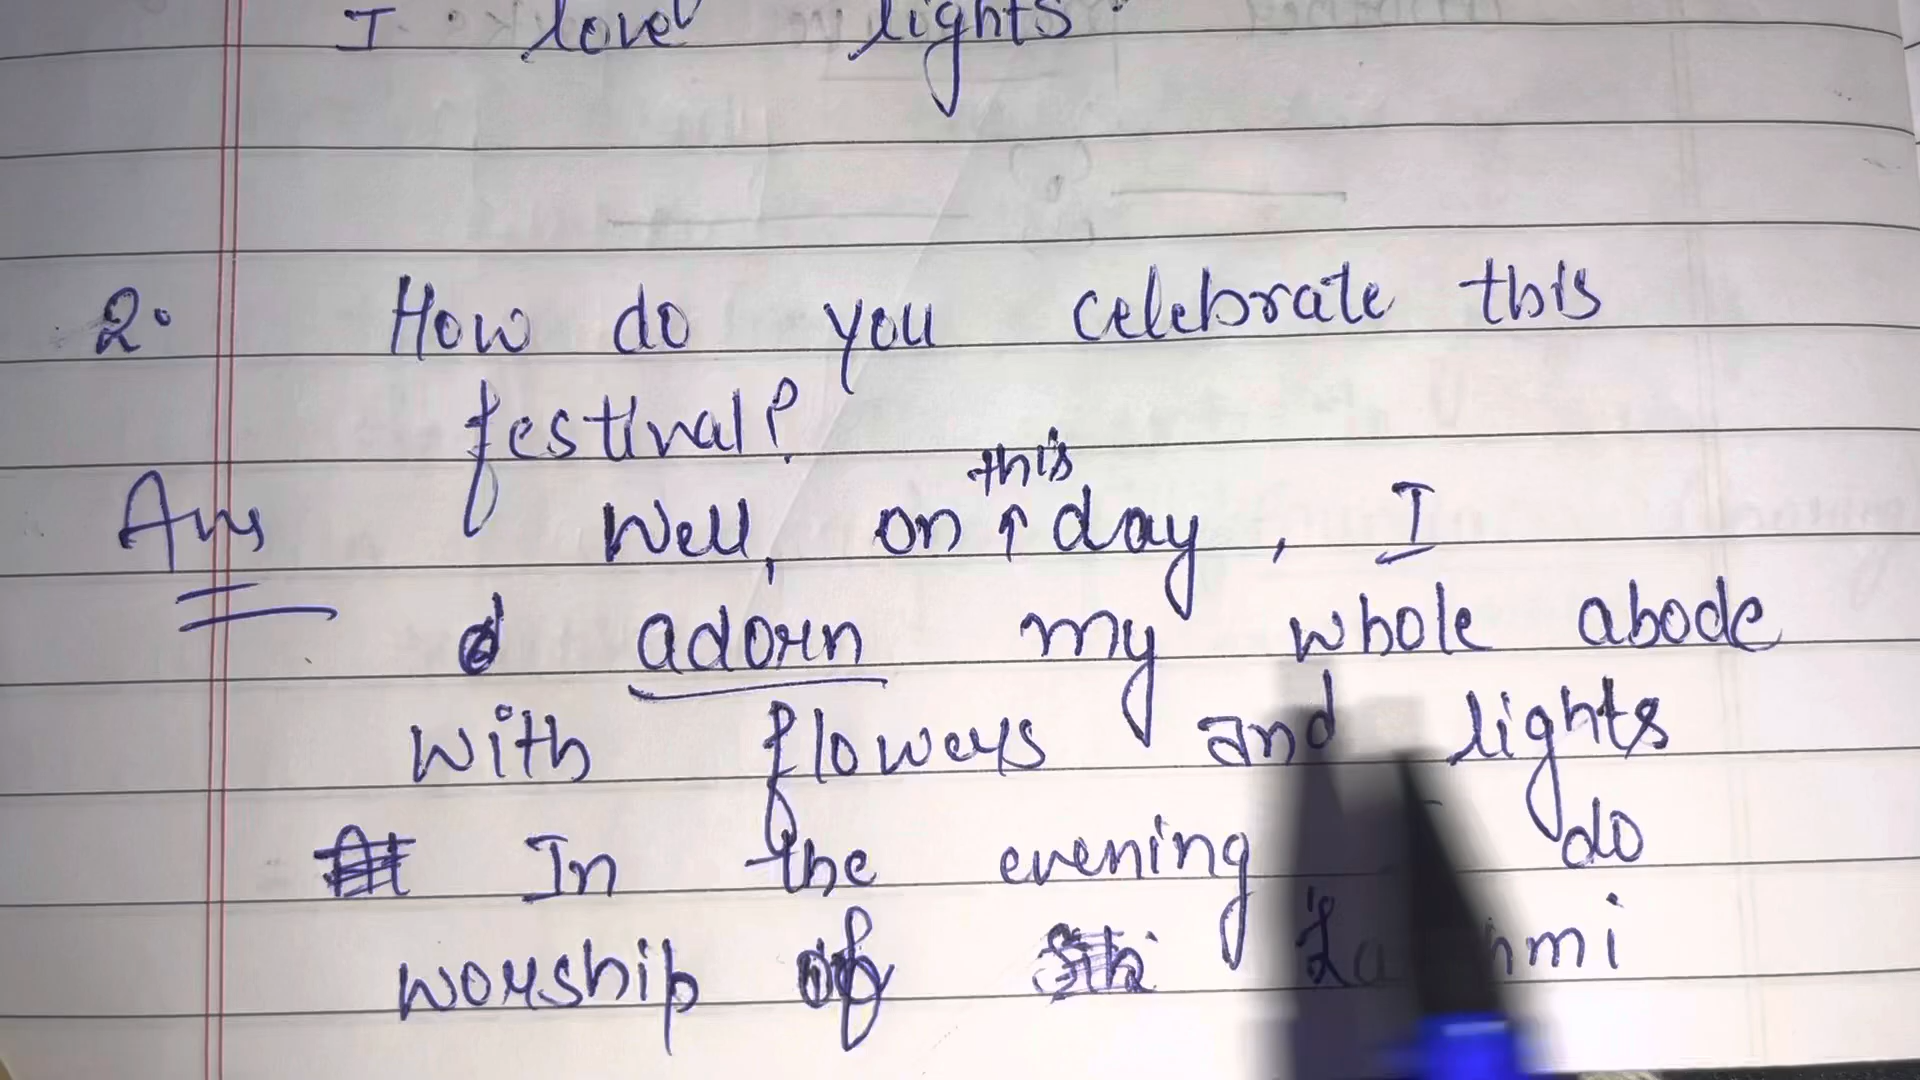 I love lights.
2. How do you celebrate this
festival?
this
Ans Well, on ↑ day, I
adorn my whole abode
with flowers and lights
In the evening do
worship of